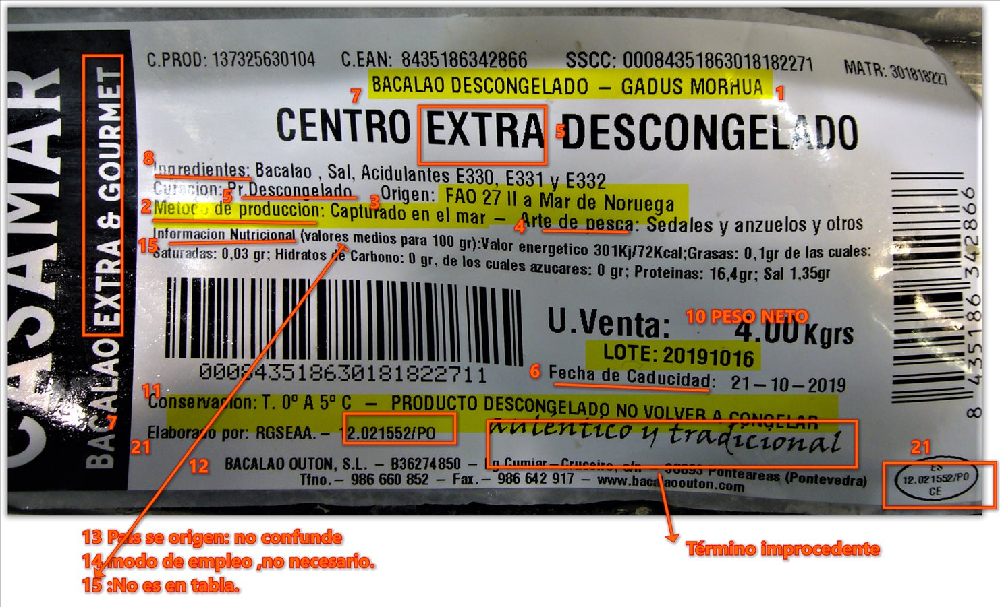 CASAMAR
BACALAO EXTRA & GOURMET
7
C.PROD: 137325630104 C.EAN: 8435186342866 SSCC: 00084351863018182271 MATR: 301818227
BACALAO DESCONGELADO – GADUS MORHUA 1
7
CENTRO EXTRA 5 DESCONGELADO
8
Ingredientes: Bacalao , Sal, Acidulantes E330, E331 y E332
Curacion: Pr.Descongelado 5 3 Origen: FAO 27 II a Mar de Noruega
2 Metodo de produccion: Capturado en el mar – 4 Arte de pesca: Sedales y anzuelos y otros
15 Informacion Nutricional (valores medios para 100 gr):Valor energetico 301Kj/72Kcal;Grasas: 0,1gr de las cuales:
Saturadas: 0,03 gr; Hidratos de Carbono: 0 gr, de los cuales azucares: 0 gr; Proteinas: 16,4gr; Sal 1,35gr
10 PESO NETO
U.Venta: 4.00 Kgrs
LOTE: 20191016
000843518630181822711
6 Fecha de Caducidad: 21-10-2019
8 435186 342866
11
Conservacion: T. 0º A 5º C – PRODUCTO DESCONGELADO NO VOLVER A CONGELAR
Elaborado por: RGSEAA. – 12.021552/PO
auténtico y tradicional
21
12
BACALAO OUTON, S.L. – B36274850 – Lg.Cumiar–Cruceiro, s/n – 36893 Ponteareas (Pontevedra)
Tfno.– 986 660 852 – Fax.– 986 642 917 – www.bacalaoouton.com
21
ES
12.021552/PO
CE
13 Pais se origen: no confunde
14 modo de empleo ,no necesario.
15 :No es en tabla.
Término improcedente